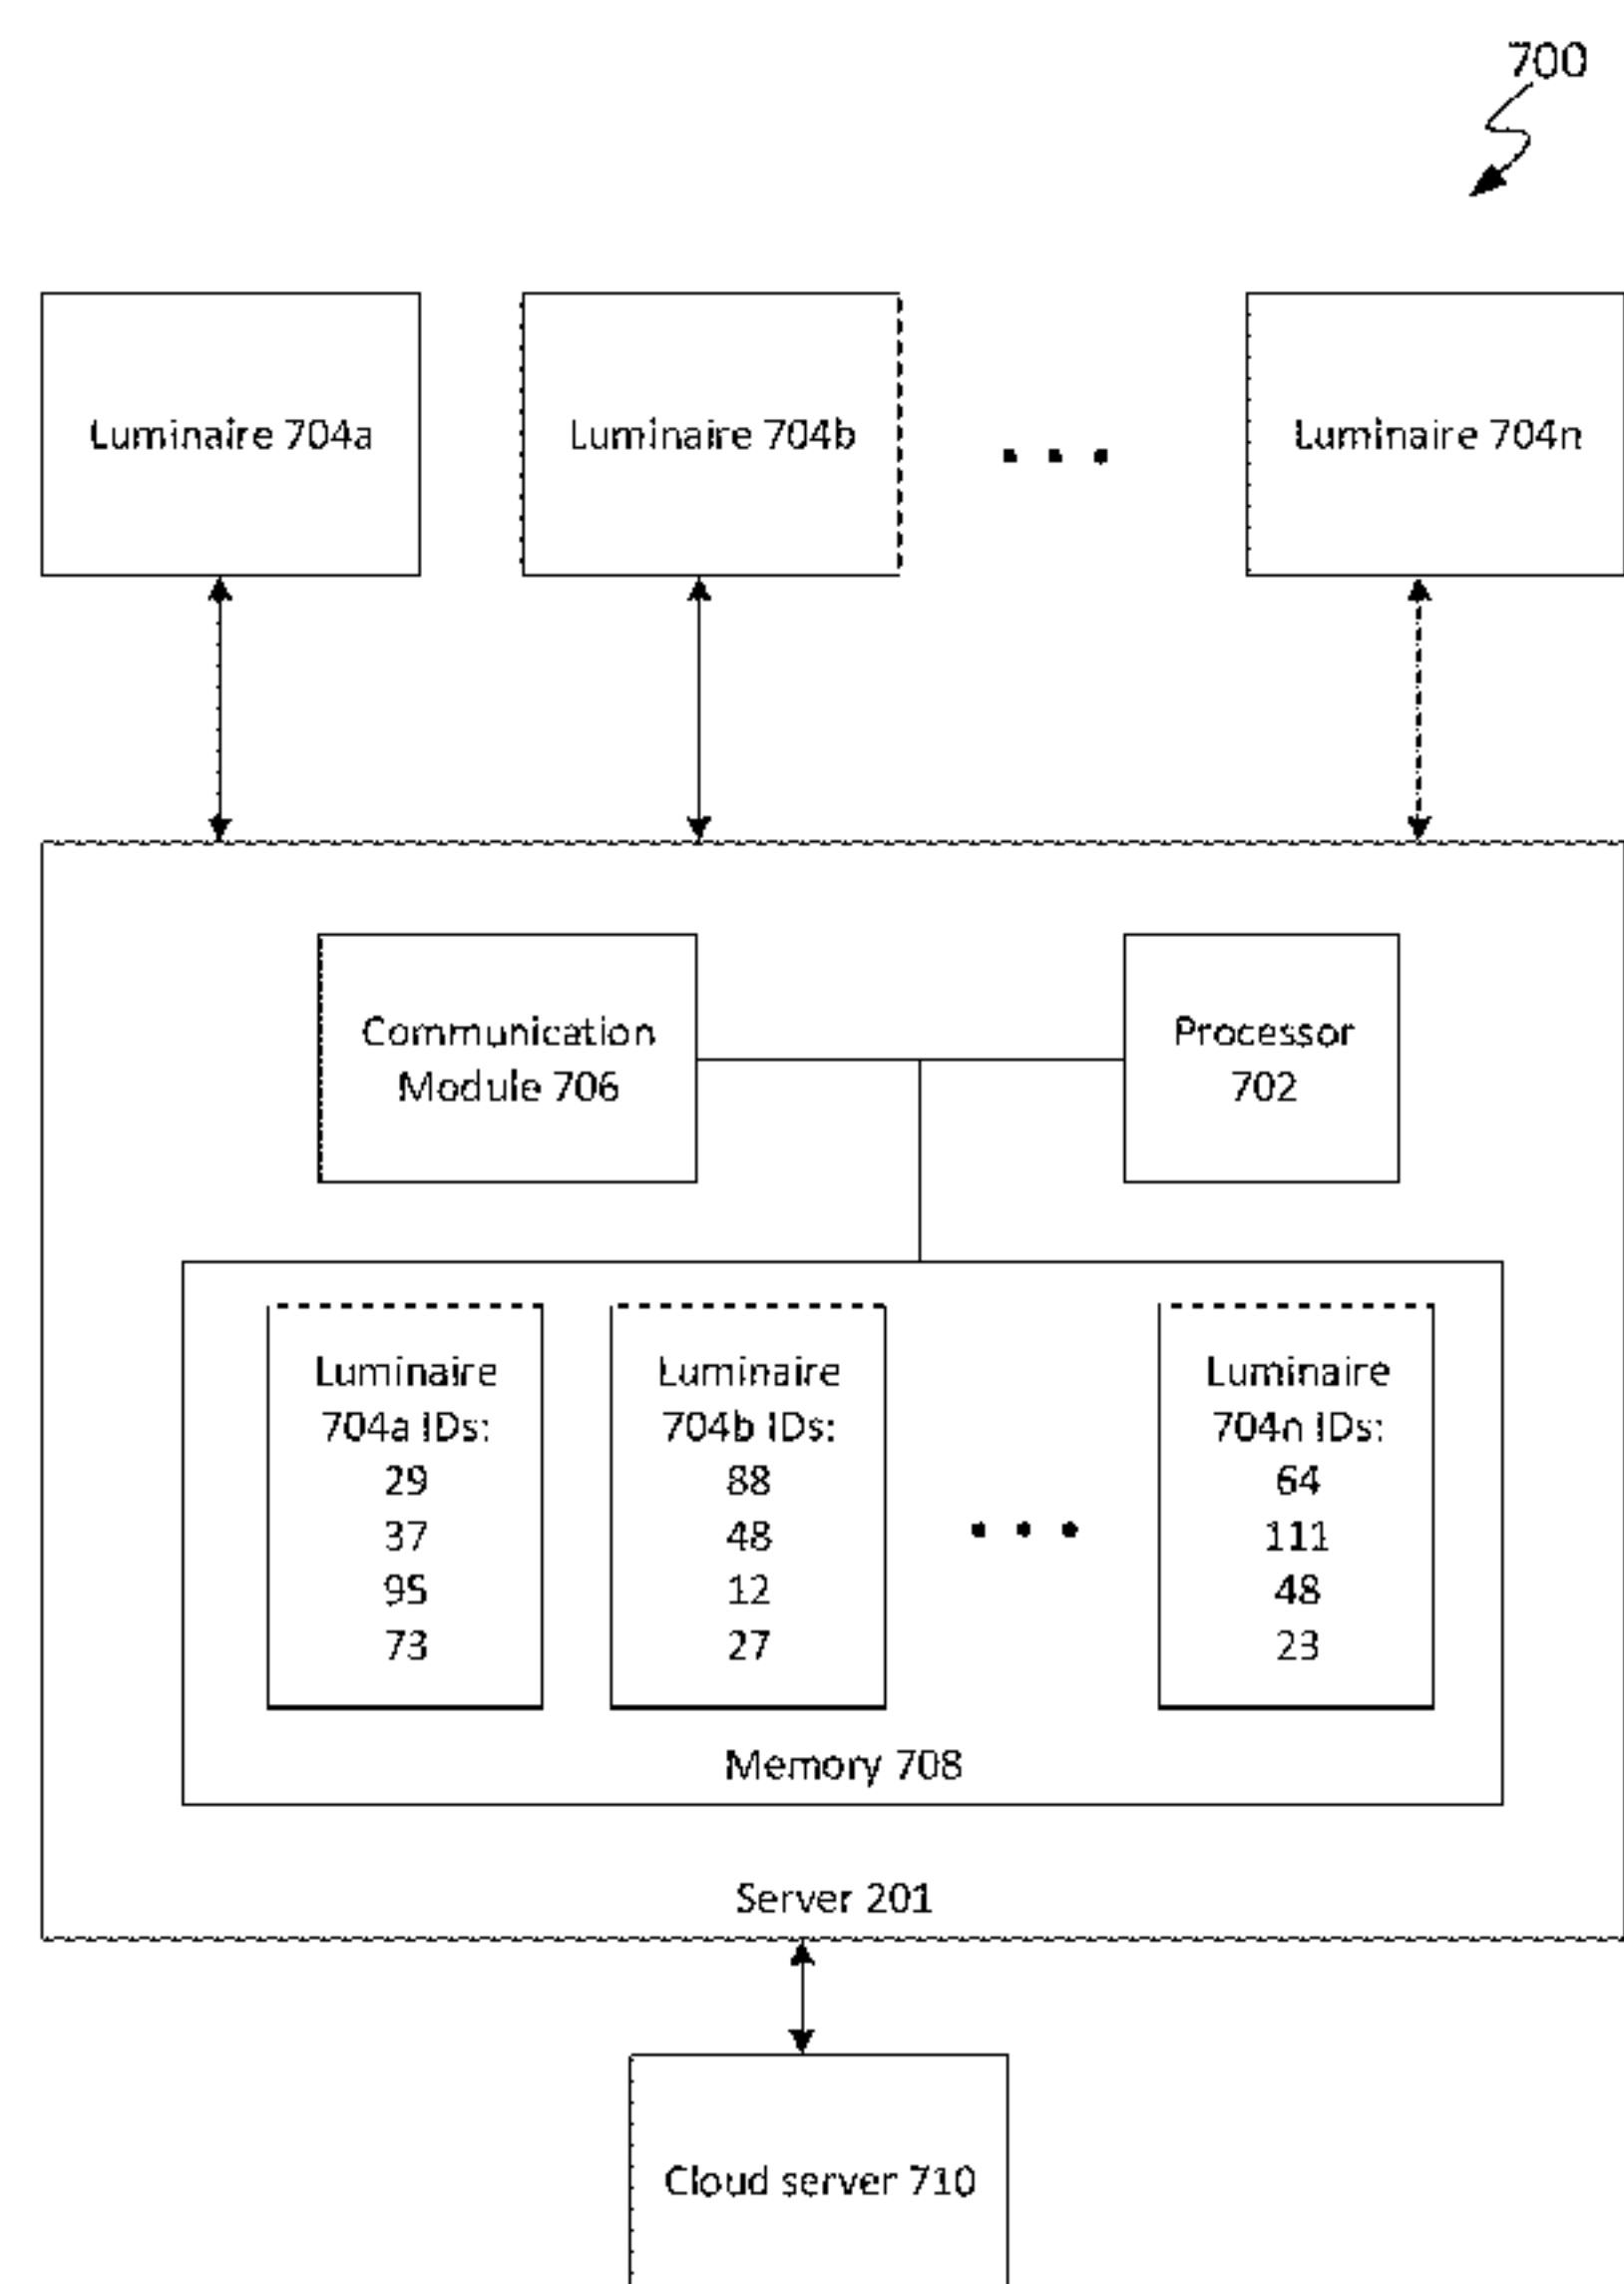 700
Luminaire 704a
Luminaire 704b
Luminaire 704n
Communication
Module 706
Processor
702
Luminaire
704a IDs:
29
37
95
73
Luminaire
704b IDs:
88
48
12
27
Luminaire
704n IDs:
64
111
48
23
Memory 708
Server 201
Cloud server 710